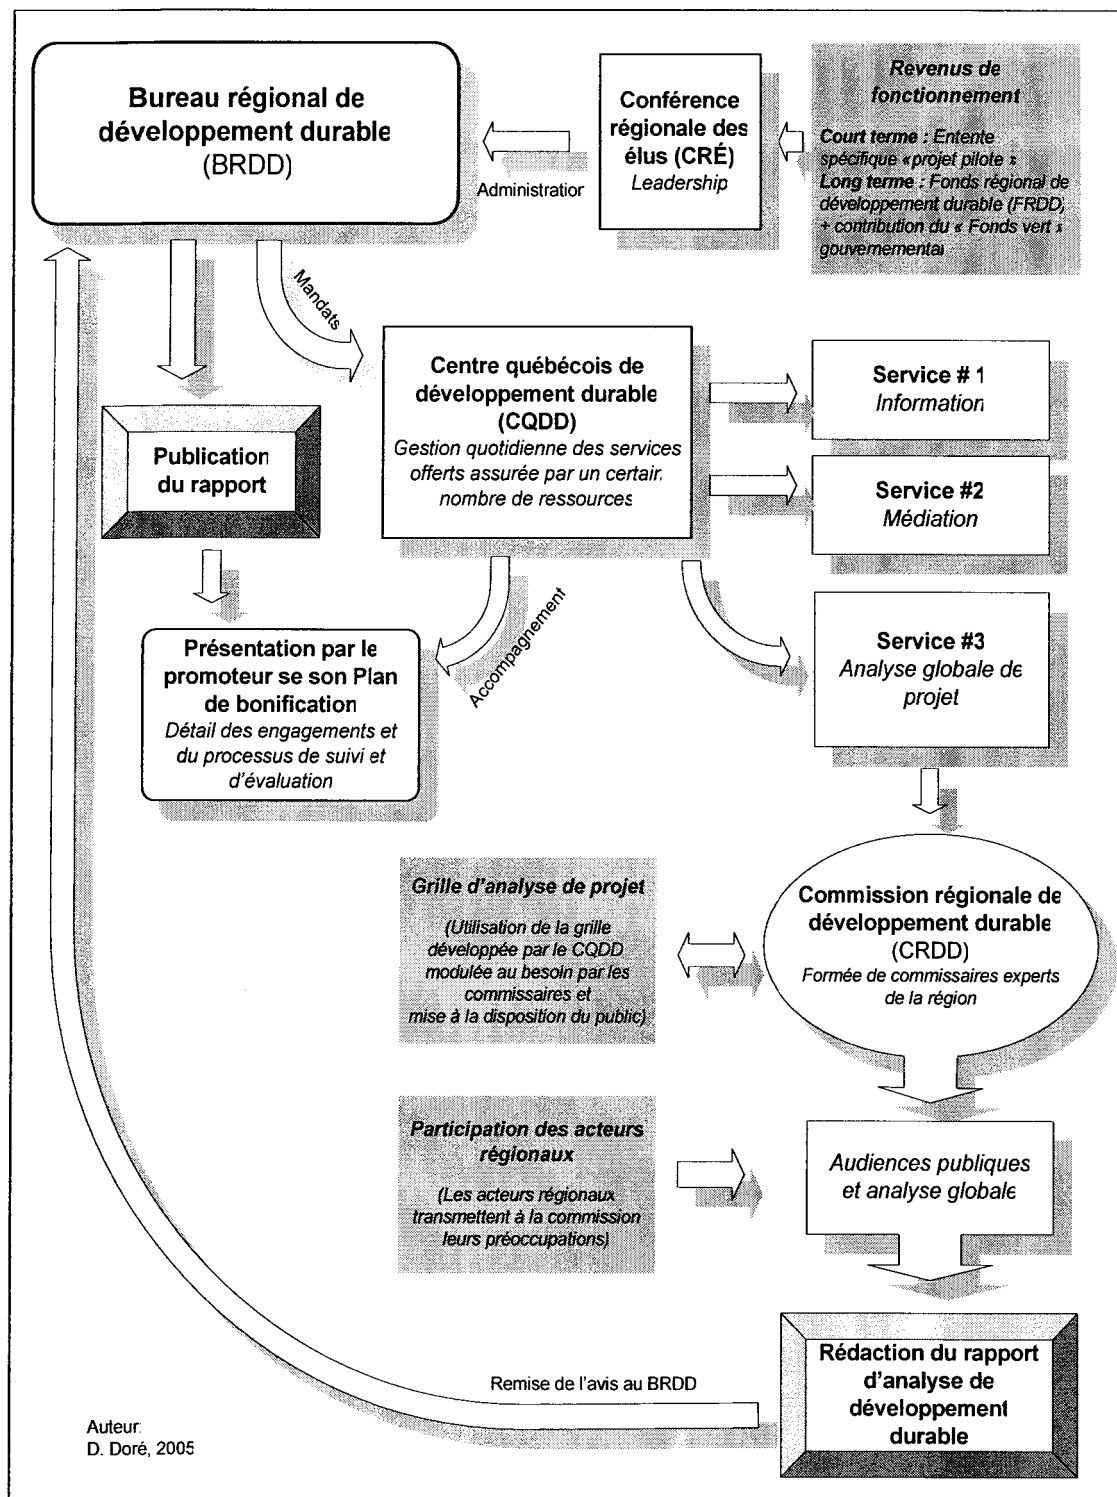 Bureau régional de
développement durable
(BRDD)
Administration
Conférence
régionale des
élus (CRÉ)
Leadership
Revenus de
fonctionnement
Court terme : Entente
spécifique «projet pilote »
Long terme : Fonds régional de
développement durable (FRDD)
+ contribution du « Fonds vert »
gouvernemental
Mandats
Centre québécois de
développement durable
(CQDD)
Gestion quotidienne des services
offerts assurée par un certain
nombre de ressources
Service # 1
Information
Service #2
Médiation
Publication
du rapport
Accompagnement
Présentation par le
promoteur se son Plan
de bonification
Détail des engagements et
du processus de suivi et
d'évaluation
Service #3
Analyse globale de
projet
Grille d'analyse de projet
(Utilisation de la grille
développée par le CQDD
modulée au besoin par les
commissaires et
mise à la disposition du public)
Commission régionale de
développement durable
(CRDD)
Formée de commissaires experts
de la région
Participation des acteurs
régionaux
(Les acteurs régionaux
transmettent à la commission
leurs préoccupations)
Audiences publiques
et analyse globale
Rédaction du rapport
d'analyse de
développement
durable
Remise de l'avis au BRDD
Auteur:
D. Doré, 2005